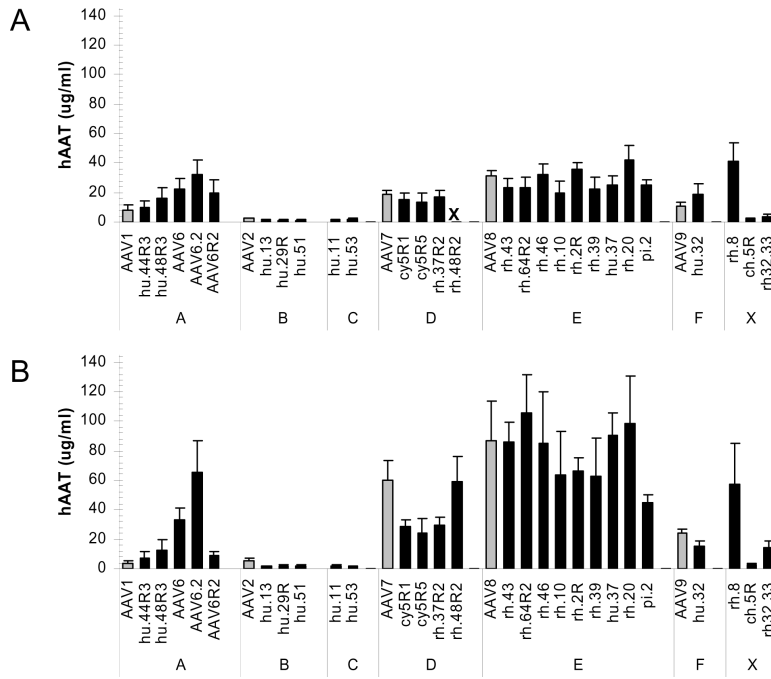 A
hAAT (ug/ml)
140
120
100
80
60
40
20
0
X
AAV1
hu.44R3
hu.48R3
AAV6
AAV6.2
AAV6R2
AAV2
hu.13
hu.29R
hu.51
hu.11
hu.53
AAV7
cy5R1
cy5R5
rh.37R2
rh.48R2
AAV8
rh.43
rh.64R2
rh.46
rh.10
rh.2R
rh.39
hu.37
rh.20
pi.2
AAV9
hu.32
rh.8
ch.5R
rh32.33
A B C D E F X
B
hAAT (ug/ml)
140
120
100
80
60
40
20
0
AAV1
hu.44R3
hu.48R3
AAV6
AAV6.2
AAV6R2
AAV2
hu.13
hu.29R
hu.51
hu.11
hu.53
AAV7
cy5R1
cy5R5
rh.37R2
rh.48R2
AAV8
rh.43
rh.64R2
rh.46
rh.10
rh.2R
rh.39
hu.37
rh.20
pi.2
AAV9
hu.32
rh.8
ch.5R
rh32.33
A B C D E F X